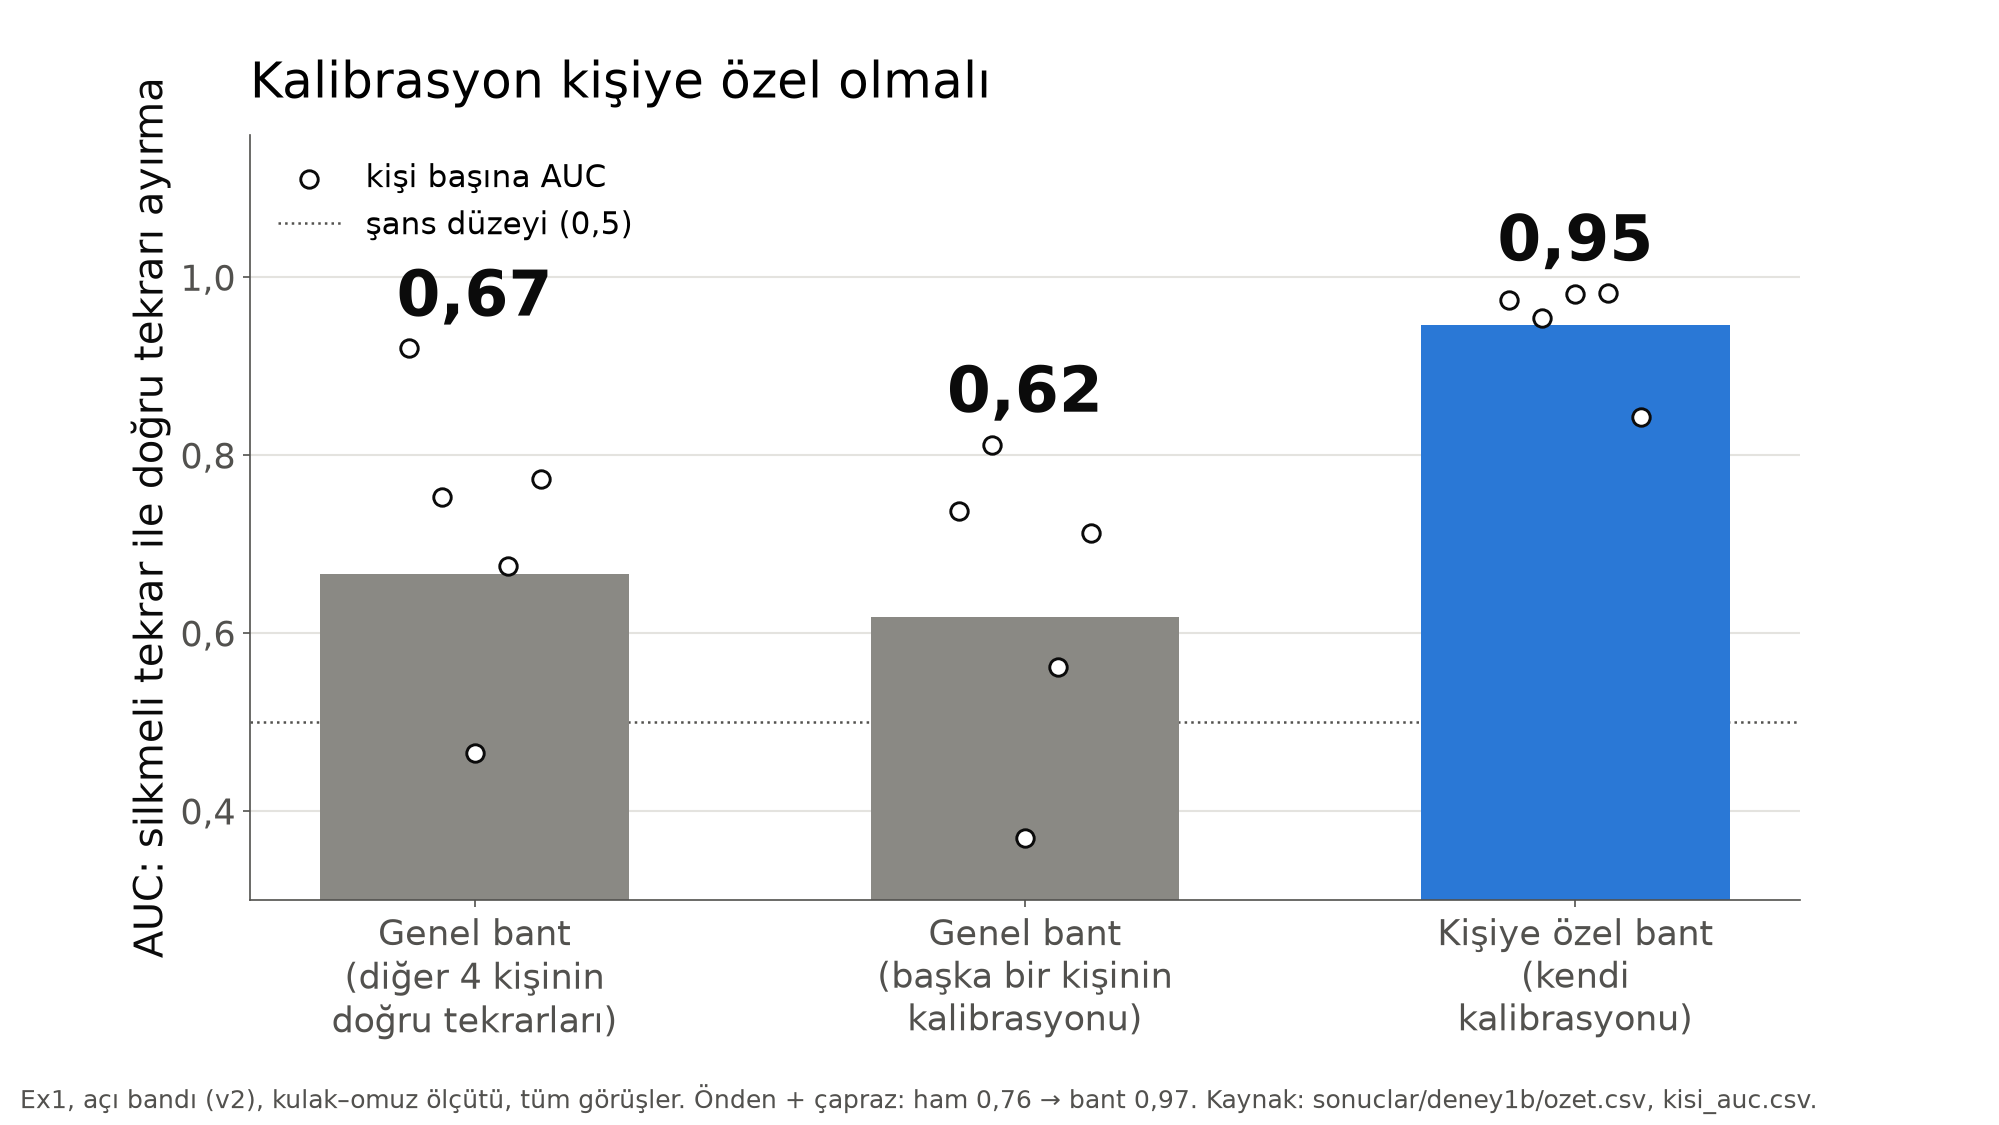 Kalibrasyon kişiye özel olmalı
AUC: silkmeli tekrar ile doğru tekrarı ayırma
kişi başına AUC
şans düzeyi (0,5)
0,67
0,62
0,95
1,0
0,8
0,6
0,4
Genel bant
(diğer 4 kişinin
doğru tekrarları)
Genel bant
(başka bir kişinin
kalibrasyonu)
Kişiye özel bant
(kendi
kalibrasyonu)
Ex1, açı bandı (v2), kulak–omuz ölçütü, tüm görüşler. Önden + çapraz: ham 0,76 → bant 0,97. Kaynak: sonuclar/deney1b/ozet.csv, kisi_auc.csv.